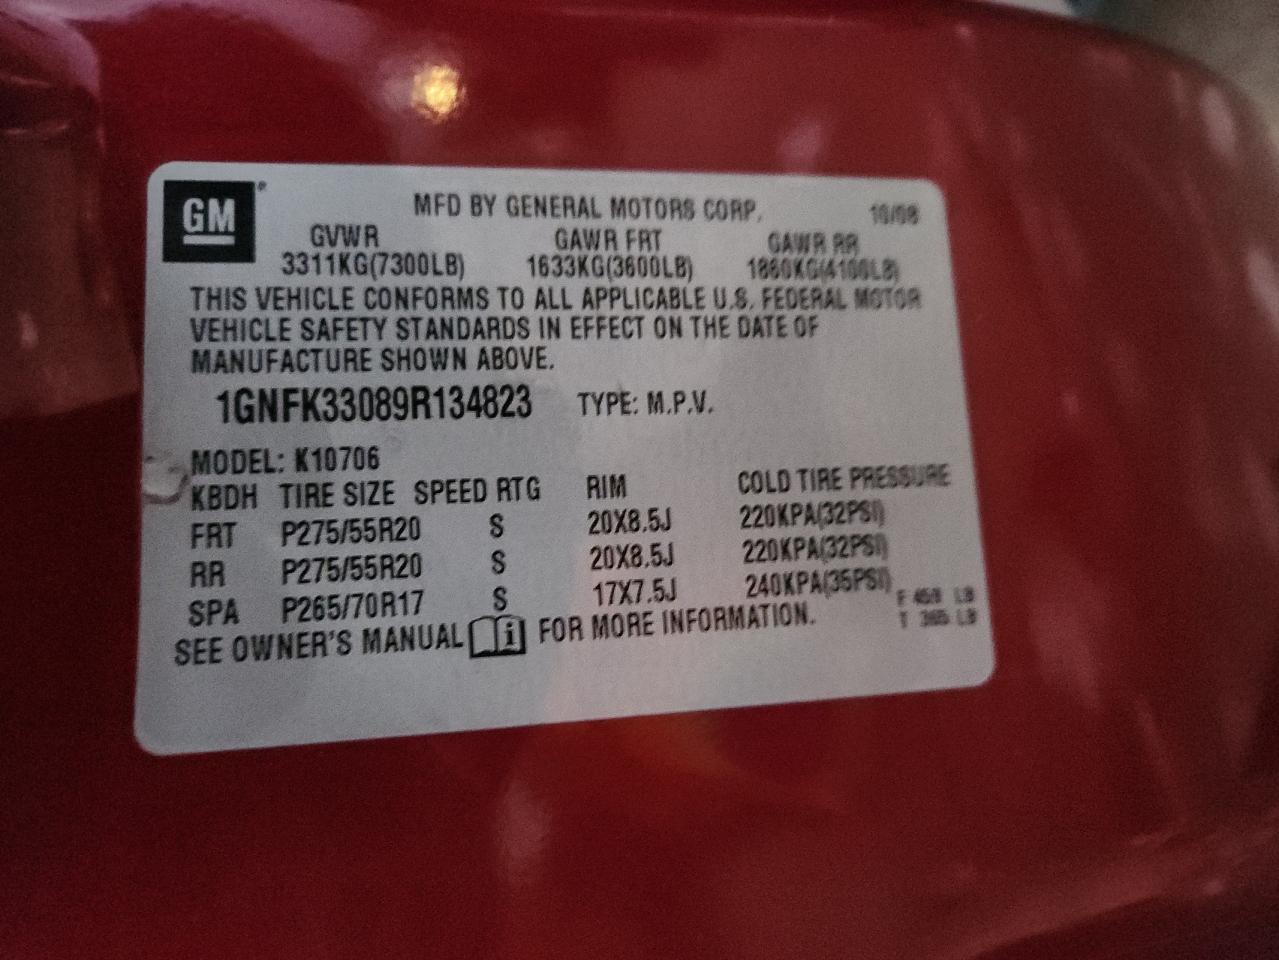 GM
MFD BY GENERAL MOTORS CORP. 10/08
GVWR GAWR FRT GAWR RR
3311KG(7300LB) 1633KG(3600LB) 1860KG(4100LB)
THIS VEHICLE CONFORMS TO ALL APPLICABLE U.S. FEDERAL MOTOR
VEHICLE SAFETY STANDARDS IN EFFECT ON THE DATE OF
MANUFACTURE SHOWN ABOVE.
1GNFK33089R134823 TYPE: M.P.V.
MODEL: K10706
KBDH TIRE SIZE SPEED RTG RIM COLD TIRE PRESSURE
FRT P275/55R20 S 20X8.5J 220KPA(32PSI)
RR P275/55R20 S 20X8.5J 220KPA(32PSI)
SPA P265/70R17 S 17X7.5J 240KPA(35PSI)
SEE OWNER'S MANUAL i FOR MORE INFORMATION.
F LB
T 365 LB